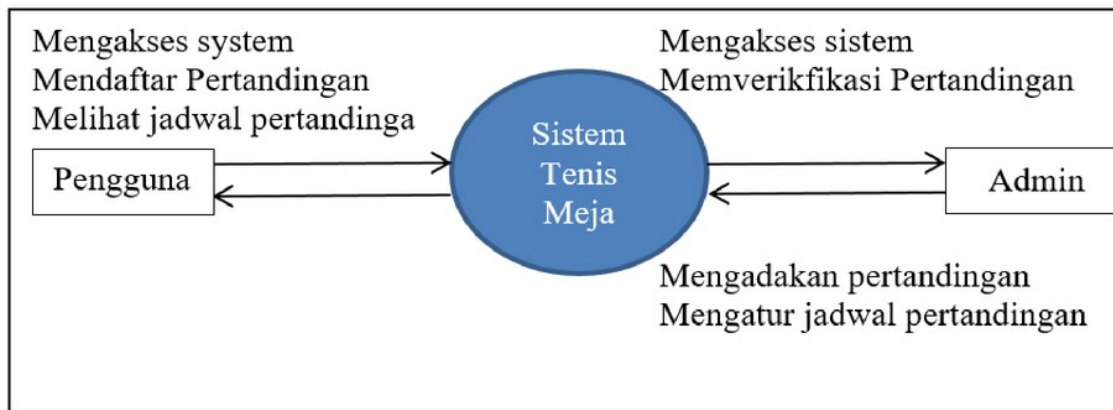 Mengakses system
Mendaftar Pertandingan
Melihat jadwal pertandinga
Mengakses sistem
Memverikfikasi Pertandingan
Pengguna
Sistem
Tenis
Meja
Admin
Mengadakan pertandingan
Mengatur jadwal pertandingan